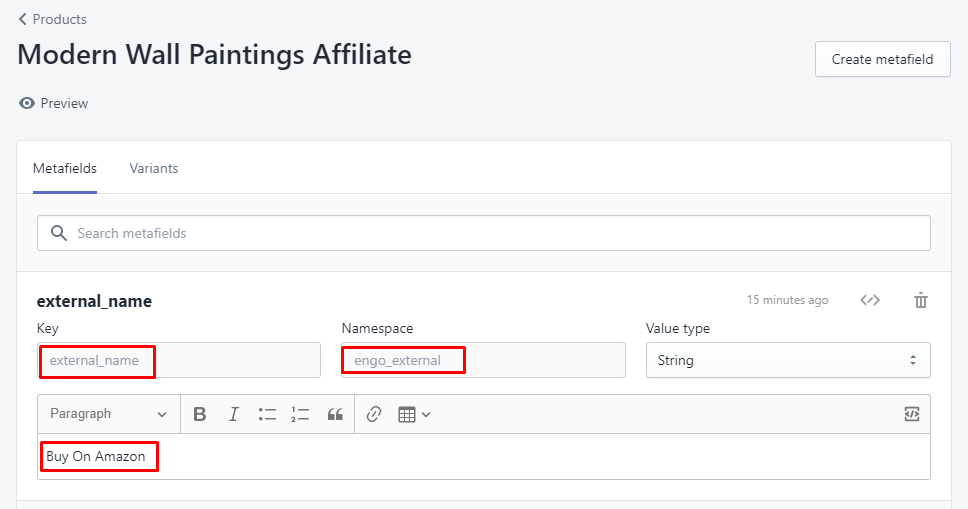 Products
Modern Wall Paintings Affiliate
Create metafield
Preview
Metafields Variants
Search metafields
external_name 15 minutes ago
Key Namespace Value type
external_name engo_external String
Paragraph B I
Buy On Amazon